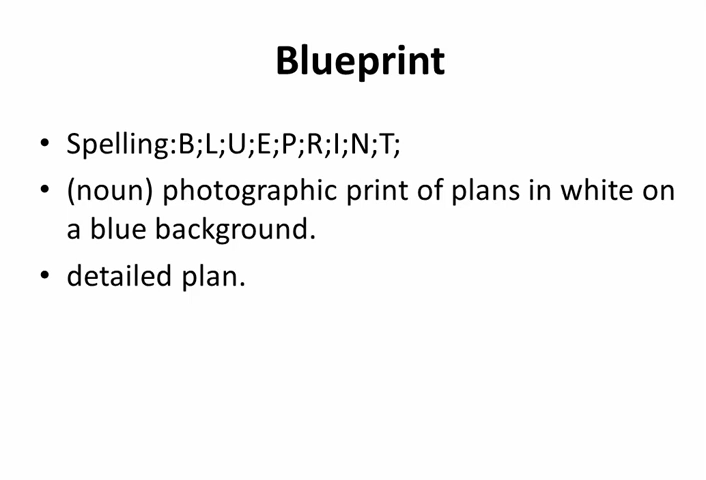 Blueprint
• Spelling:B;L;U;E;P;R;I;N;T;
• (noun) photographic print of plans in white on
a blue background.
• detailed plan.